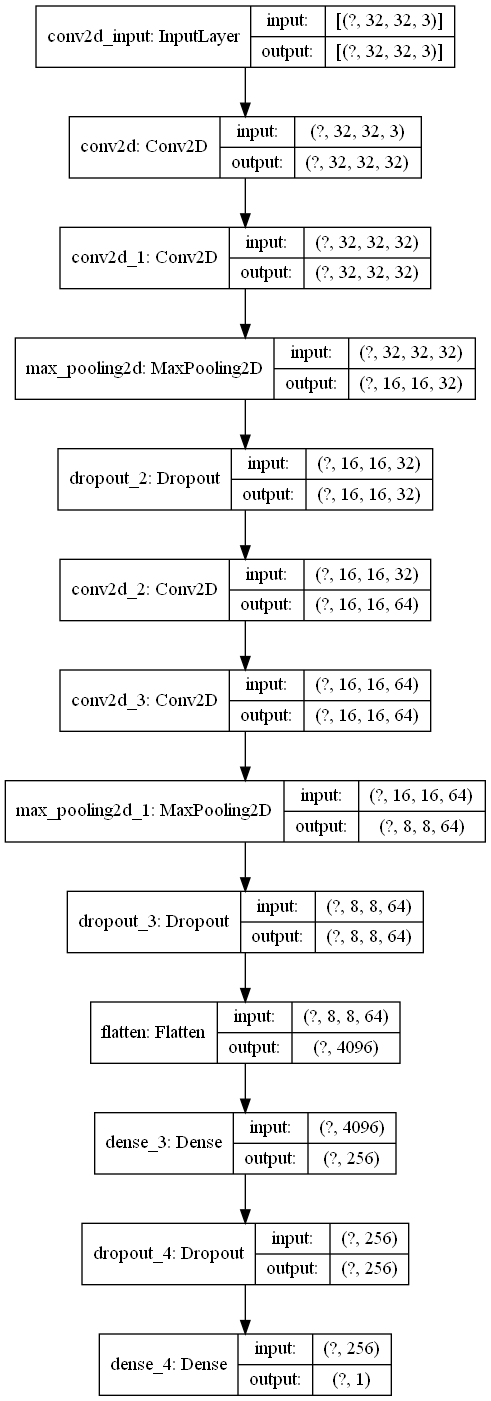 conv2d_input: InputLayer
input: [(?, 32, 32, 3)]
output: [(?, 32, 32, 3)]
conv2d: Conv2D
input: (?, 32, 32, 3)
output: (?, 32, 32, 32)
conv2d_1: Conv2D
input: (?, 32, 32, 32)
output: (?, 32, 32, 32)
max_pooling2d: MaxPooling2D
input: (?, 32, 32, 32)
output: (?, 16, 16, 32)
dropout_2: Dropout
input: (?, 16, 16, 32)
output: (?, 16, 16, 32)
conv2d_2: Conv2D
input: (?, 16, 16, 32)
output: (?, 16, 16, 64)
conv2d_3: Conv2D
input: (?, 16, 16, 64)
output: (?, 16, 16, 64)
max_pooling2d_1: MaxPooling2D
input: (?, 16, 16, 64)
output: (?, 8, 8, 64)
dropout_3: Dropout
input: (?, 8, 8, 64)
output: (?, 8, 8, 64)
flatten: Flatten
input: (?, 8, 8, 64)
output: (?, 4096)
dense_3: Dense
input: (?, 4096)
output: (?, 256)
dropout_4: Dropout
input: (?, 256)
output: (?, 256)
dense_4: Dense
input: (?, 256)
output: (?, 1)